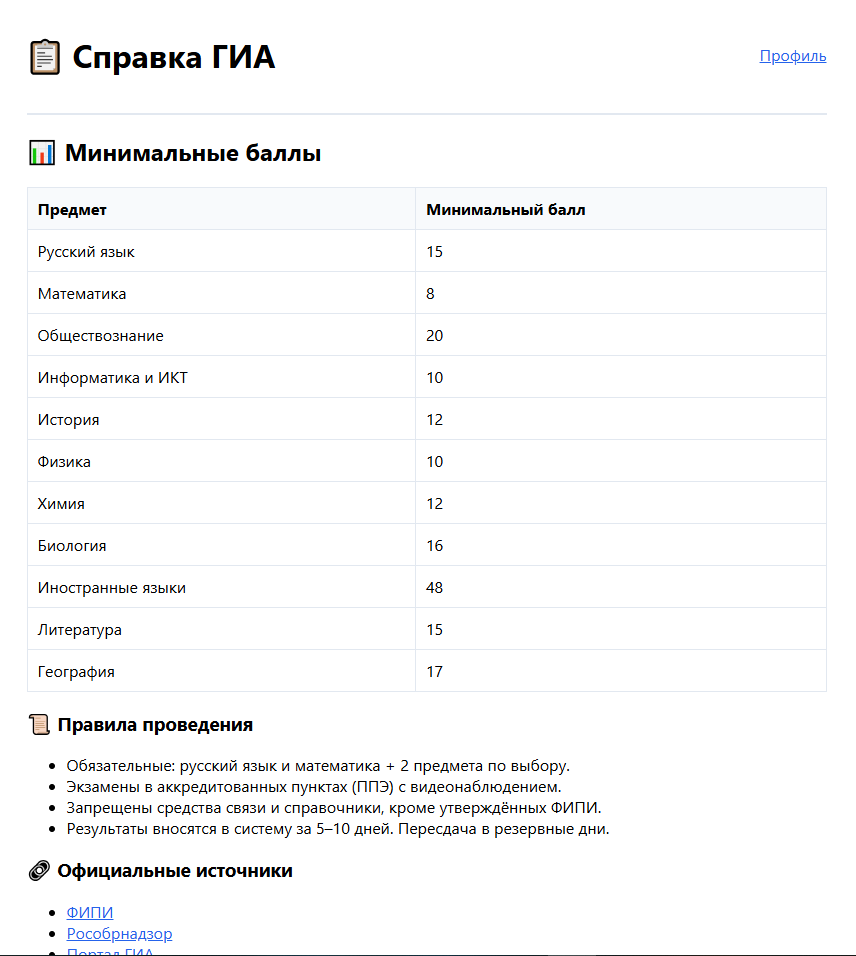 Справка ГИА
Профиль
Минимальные баллы
Предмет Минимальный балл
Русский язык 15
Математика 8
Обществознание 20
Информатика и ИКТ 10
История 12
Физика 10
Химия 12
Биология 16
Иностранные языки 48
Литература 15
География 17
Правила проведения
Обязательные: русский язык и математика + 2 предмета по выбору.
Экзамены в аккредитованных пунктах (ППЭ) с видеонаблюдением.
Запрещены средства связи и справочники, кроме утверждённых ФИПИ.
Результаты вносятся в систему за 5–10 дней. Пересдача в резервные дни.
Официальные источники
ФИПИ
Рособрнадзор
Портал ГИА